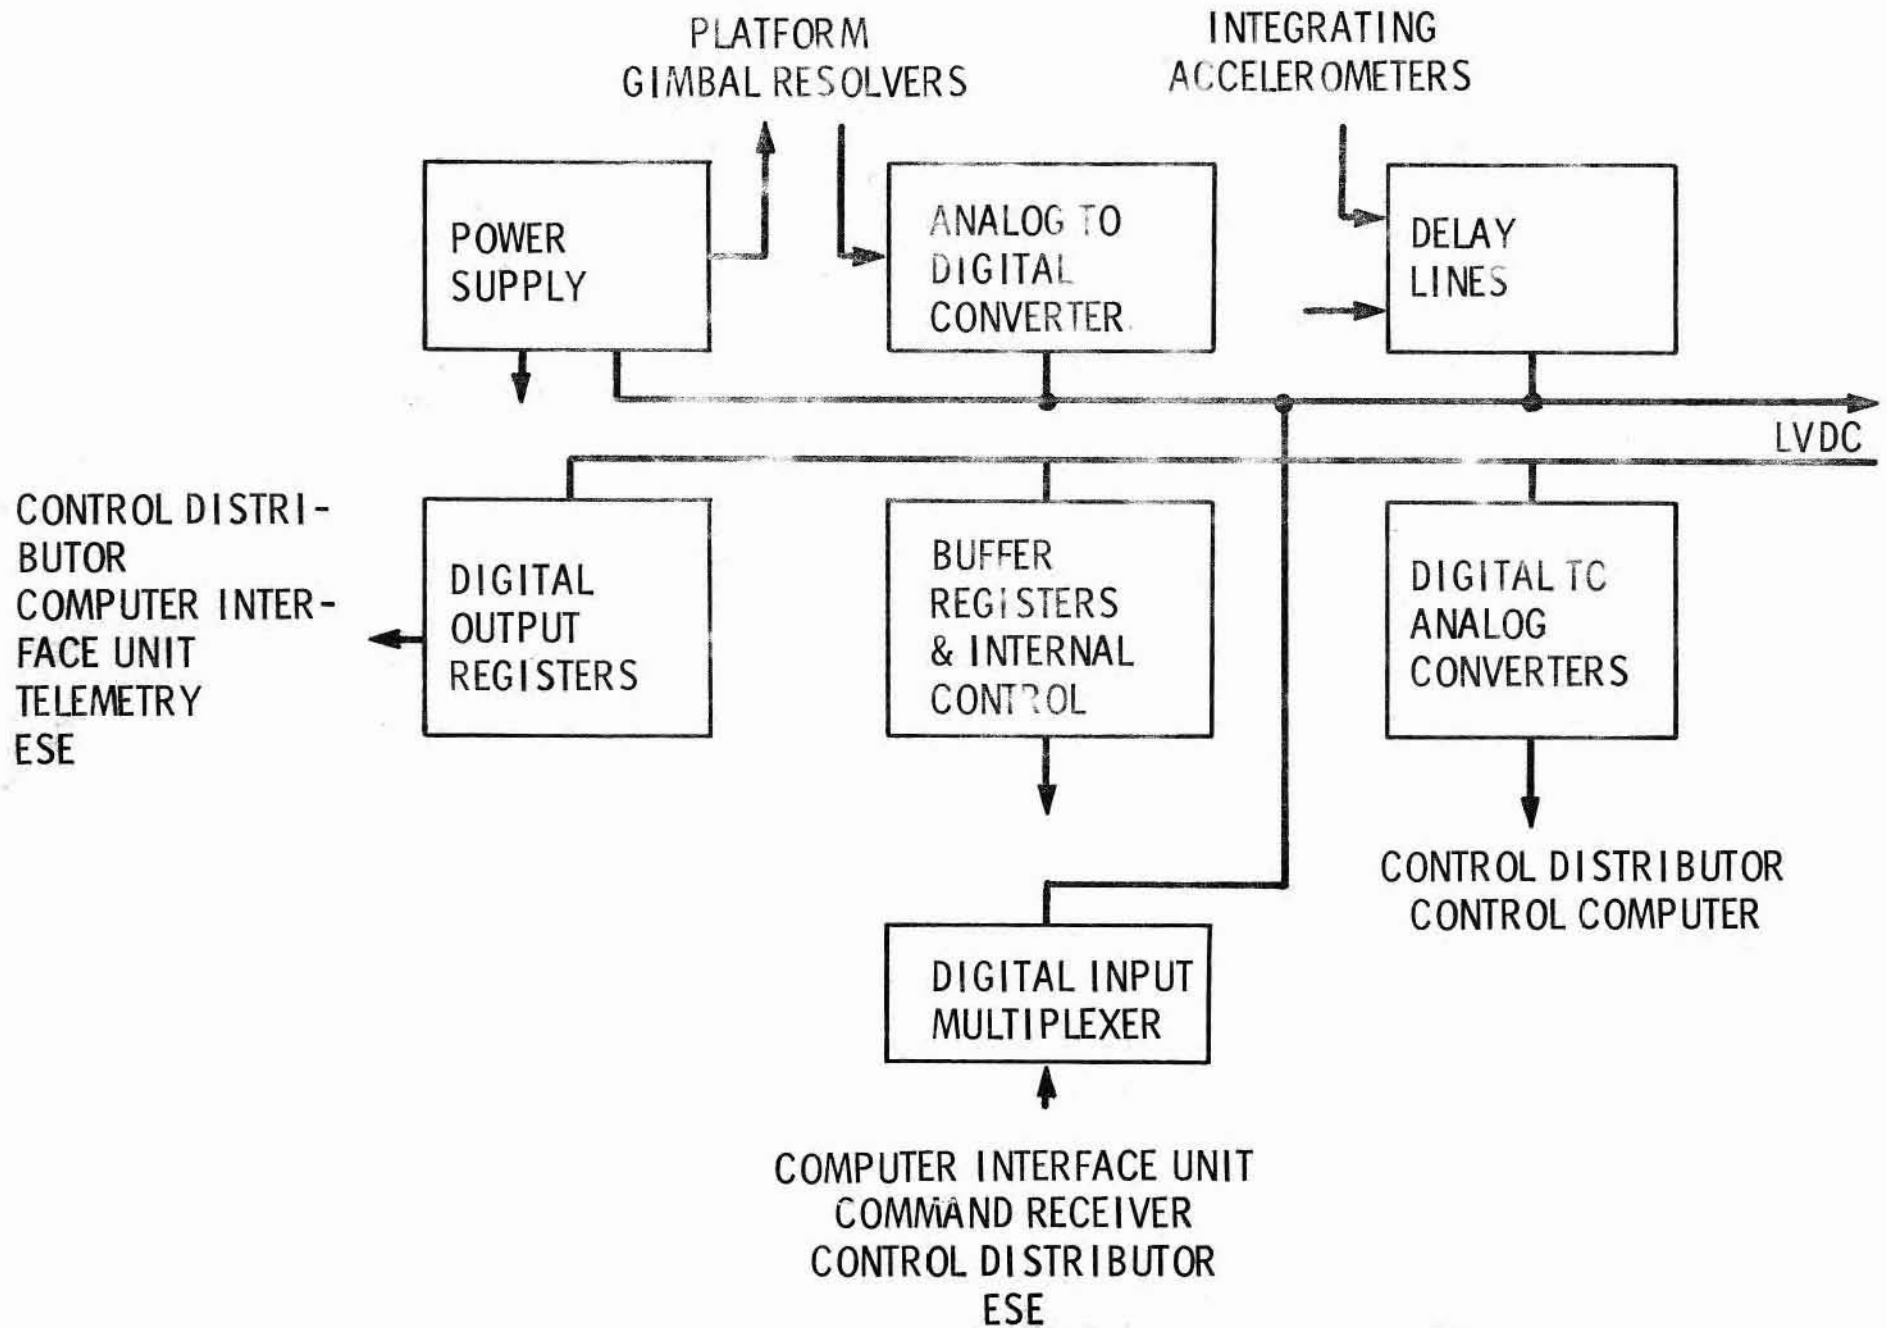 PLATFORM
GIMBAL RESOLVERS
INTEGRATING
ACCELEROMETERS
POWER
SUPPLY
ANALOG TO
DIGITAL
CONVERTER
DELAY
LINES
LVDC
CONTROL DISTRI-
BUTOR
COMPUTER INTER-
FACE UNIT
TELEMETRY
ESE
DIGITAL
OUTPUT
REGISTERS
BUFFER
REGISTERS
& INTERNAL
CONTROL
DIGITAL TO
ANALOG
CONVERTERS
CONTROL DISTRIBUTOR
CONTROL COMPUTER
DIGITAL INPUT
MULTIPLEXER
COMPUTER INTERFACE UNIT
COMMAND RECEIVER
CONTROL DISTRIBUTOR
ESE